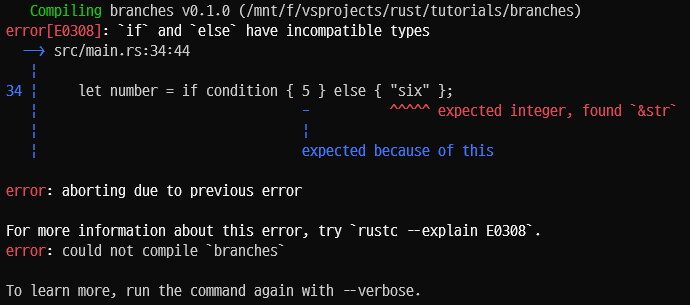 Compiling branches v0.1.0 (/mnt/f/vsprojects/rust/tutorials/branches)
error[E0308]: `if` and `else` have incompatible types
--> src/main.rs:34:44
|
34 |     let number = if condition { 5 } else { "six" };
|                                 -          ^^^^^ expected integer, found `&str`
|                                 |
|                                 expected because of this
error: aborting due to previous error
For more information about this error, try `rustc --explain E0308`.
error: could not compile `branches`
To learn more, run the command again with --verbose.